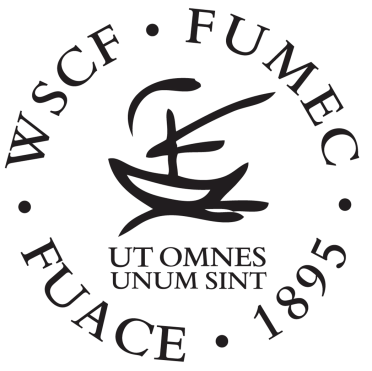 WSCF • FUMEC • 1895 • FUACE •
UT OMNES
UNUM SINT